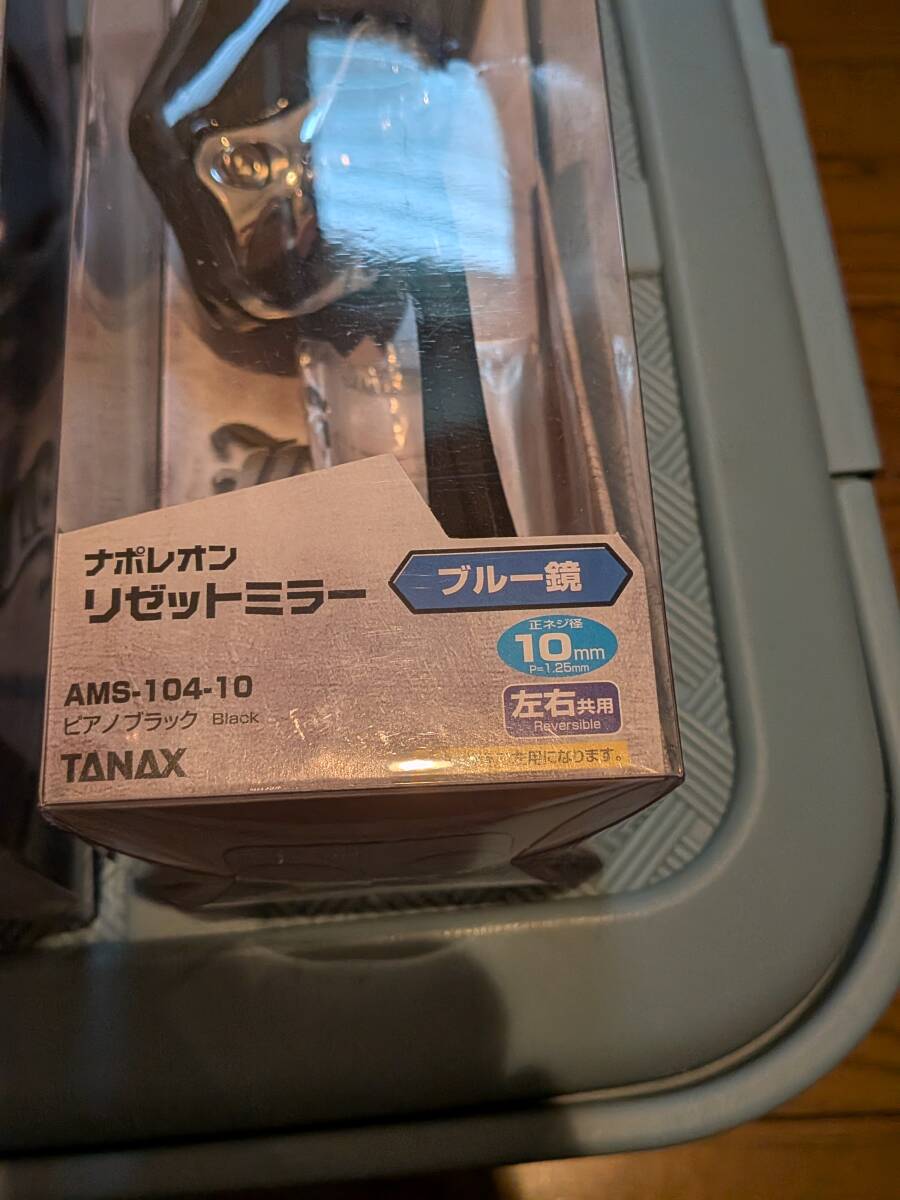 ナポレオン
リゼットミラー
ブルー鏡
正ネジ径
10mm
P=1.25mm
AMS-104-10
ピアノブラック Black
左右共用
Reversible
TANAX
用になります。